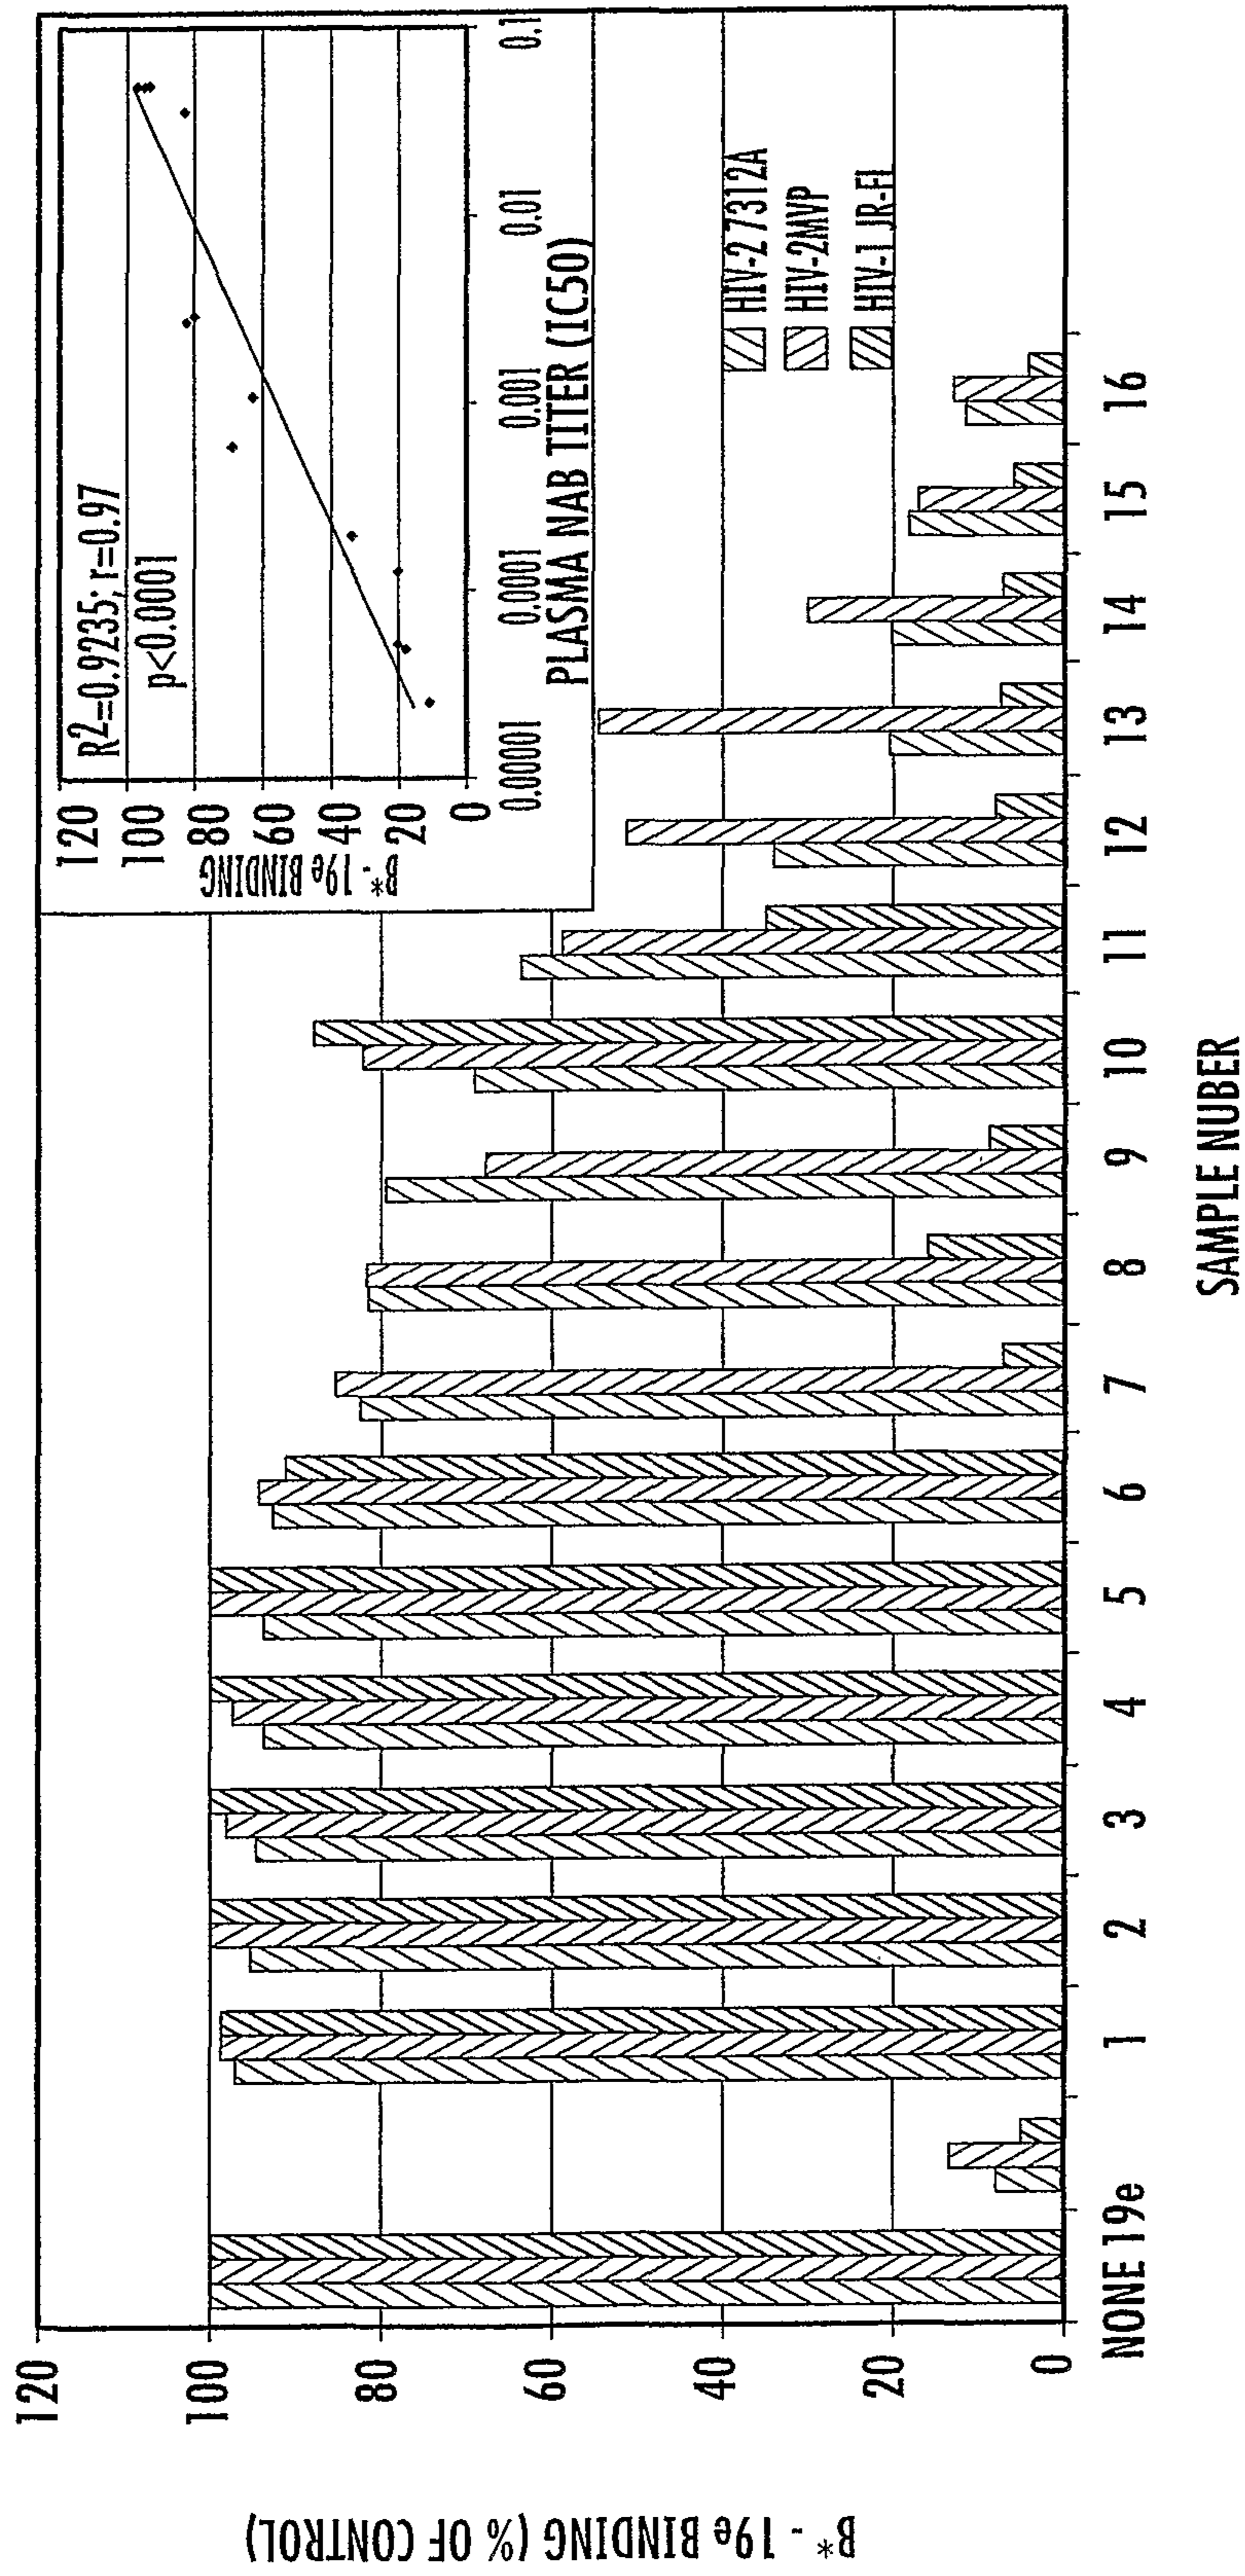 B* - 19e BINDING (% OF CONTROL)
120
100
80
60
40
20
0
NONE 19e 1 2 3 4 5 6 7 8 9 10 11 12 13 14 15 16
SAMPLE NUBER
HIV-2 7312A
HIV-2MVP
HIV-1 JR-FI
B* - 19e BINDING
120
100
80
60
40
20
0
R2=0.9235; r=0.97
p<0.0001
0.00001 0.0001 0.001 0.01 0.1
PLASMA NAB TITER (IC50)